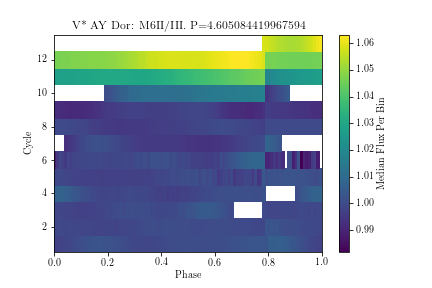 V* AY Dor: M6II/III. P=4.605084419967594
12
10
8
6
4
2
Cycle
0.0 0.2 0.4 0.6 0.8 1.0
Phase
1.06
1.05
1.04
1.03
1.02
1.01
1.00
0.99
Median Flux Per Bin